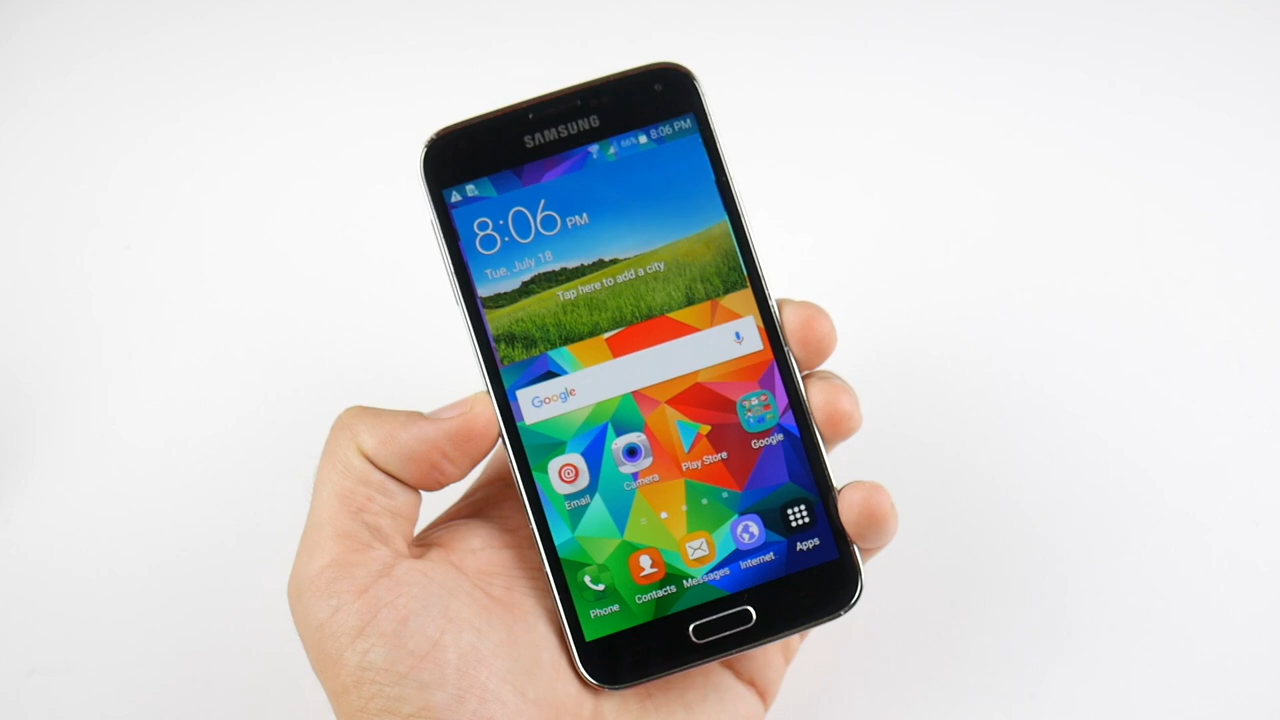 SAMSUNG
66% 8:06 PM
8:06 PM
Tue, July 18
Tap here to add a city
Google
Email
Camera
Play Store
Google
Phone
Contacts
Messages
Internet
Apps